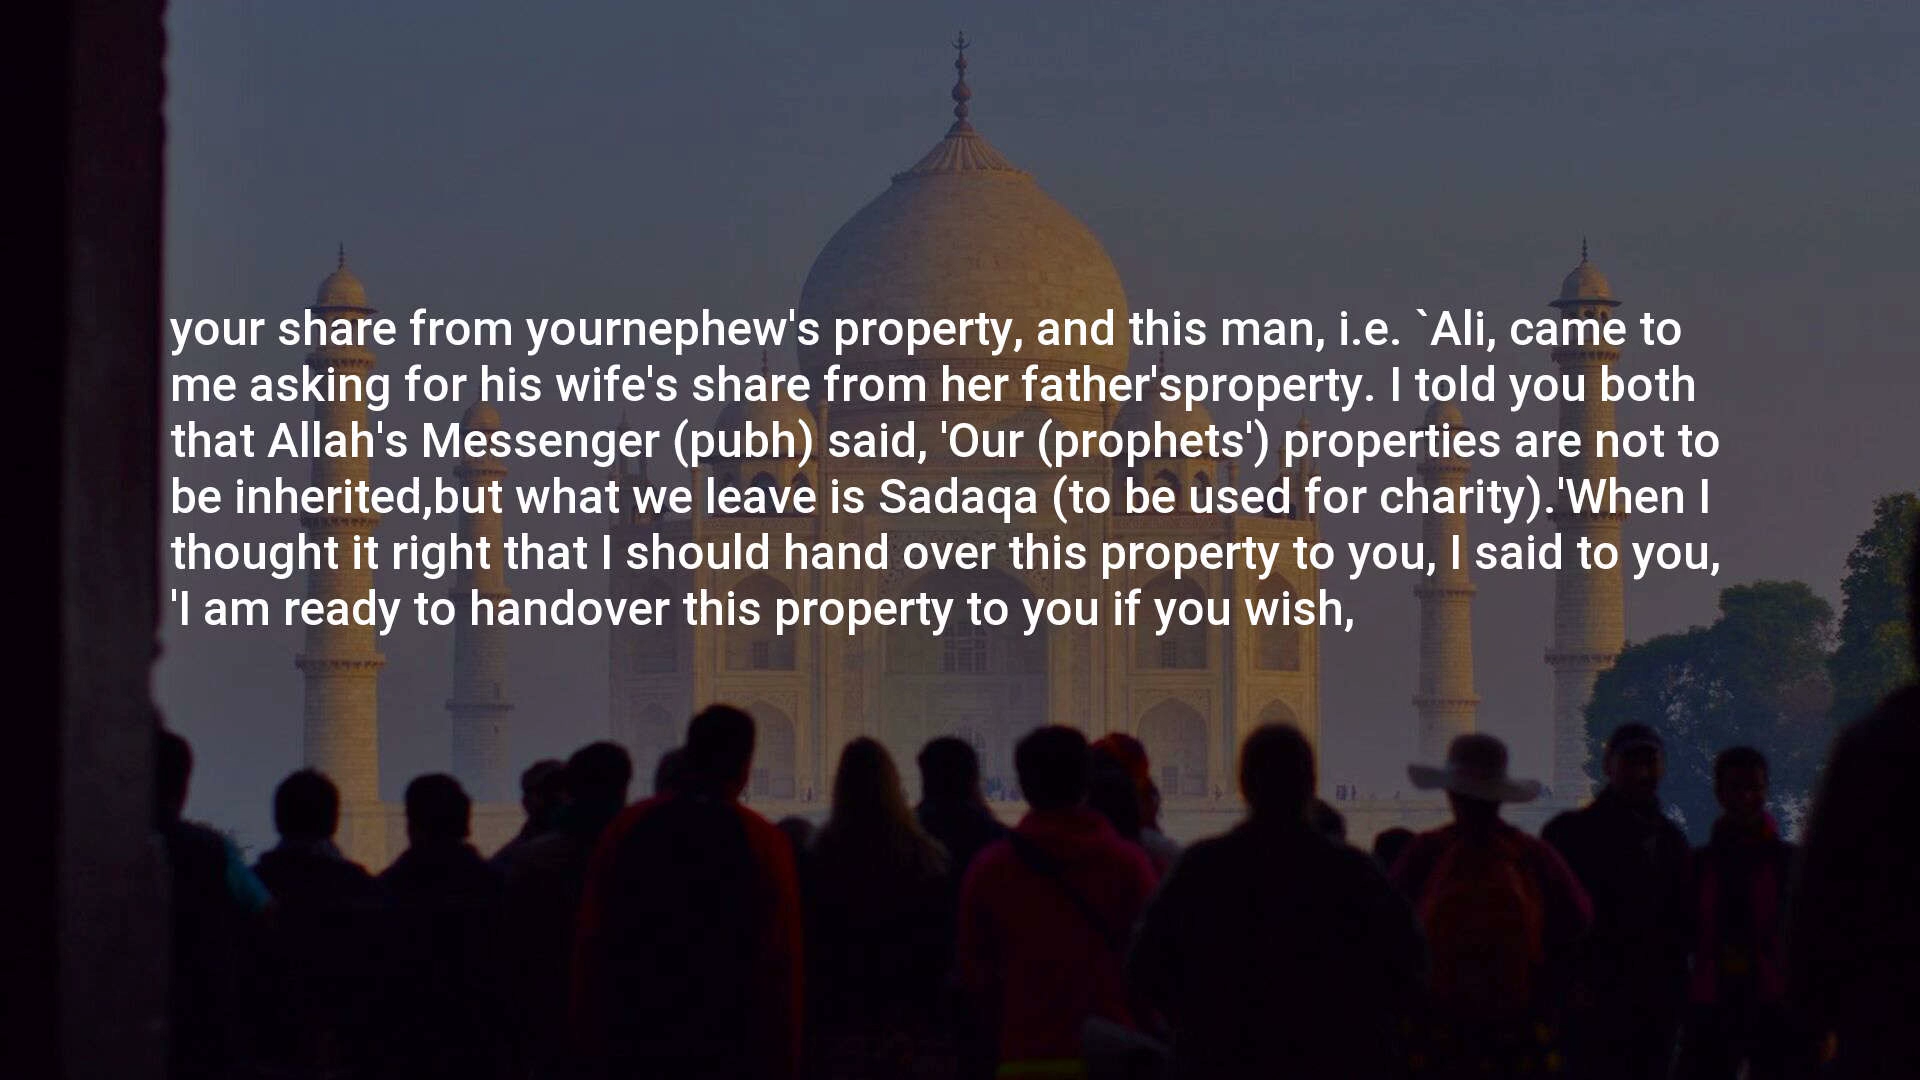 your share from yournephew's property, and this man, i.e. `Ali, came to
me asking for his wife's share from her father'sproperty. I told you both
that Allah's Messenger (pubh) said, 'Our (prophets') properties are not to
be inherited,but what we leave is Sadaqa (to be used for charity).'When I
thought it right that I should hand over this property to you, I said to you,
'I am ready to handover this property to you if you wish,